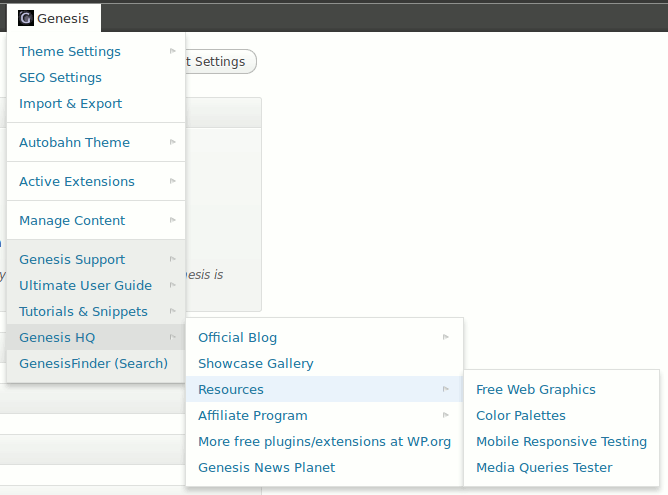 Genesis
Theme Settings
t Settings
SEO Settings
Import & Export
Autobahn Theme
Active Extensions
Manage Content
Genesis Support
nesis is
Ultimate User Guide
Tutorials & Snippets
Genesis HQ
GenesisFinder (Search)
Official Blog
Showcase Gallery
Resources
Affiliate Program
More free plugins/extensions at WP.org
Genesis News Planet
Free Web Graphics
Color Palettes
Mobile Responsive Testing
Media Queries Tester